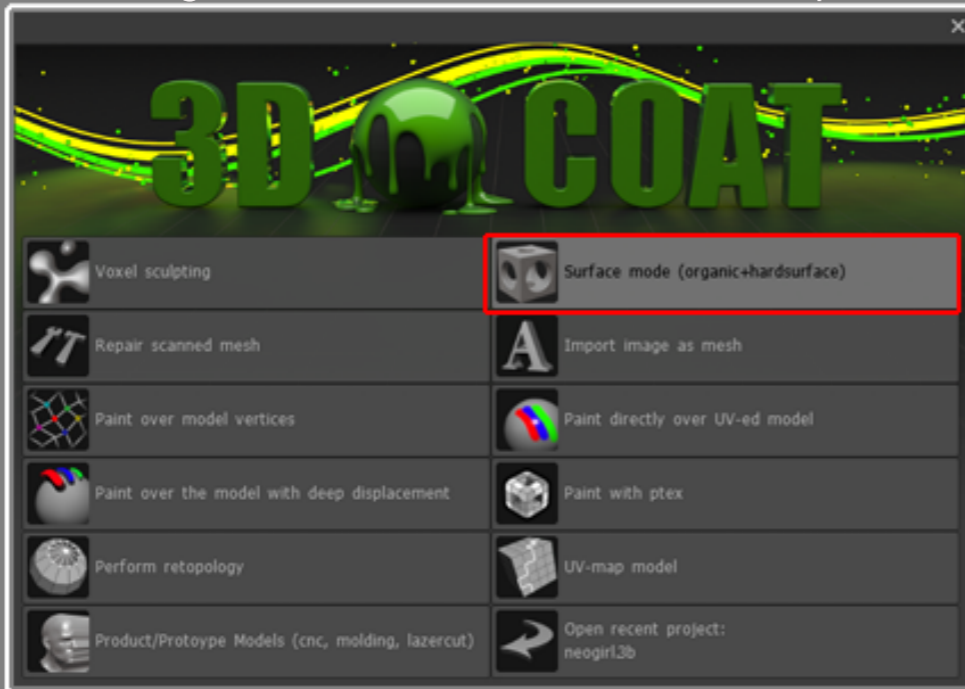 3D COAT
Voxel sculpting
Surface mode (organic+hardsurface)
Repair scanned mesh
Import image as mesh
Paint over model vertices
Paint directly over UV-ed model
Paint over the model with deep displacement
Paint with ptex
Perform retopology
UV-map model
Product/Protoype Models (cnc, molding, lazercut)
Open recent project:
neogirl.3b